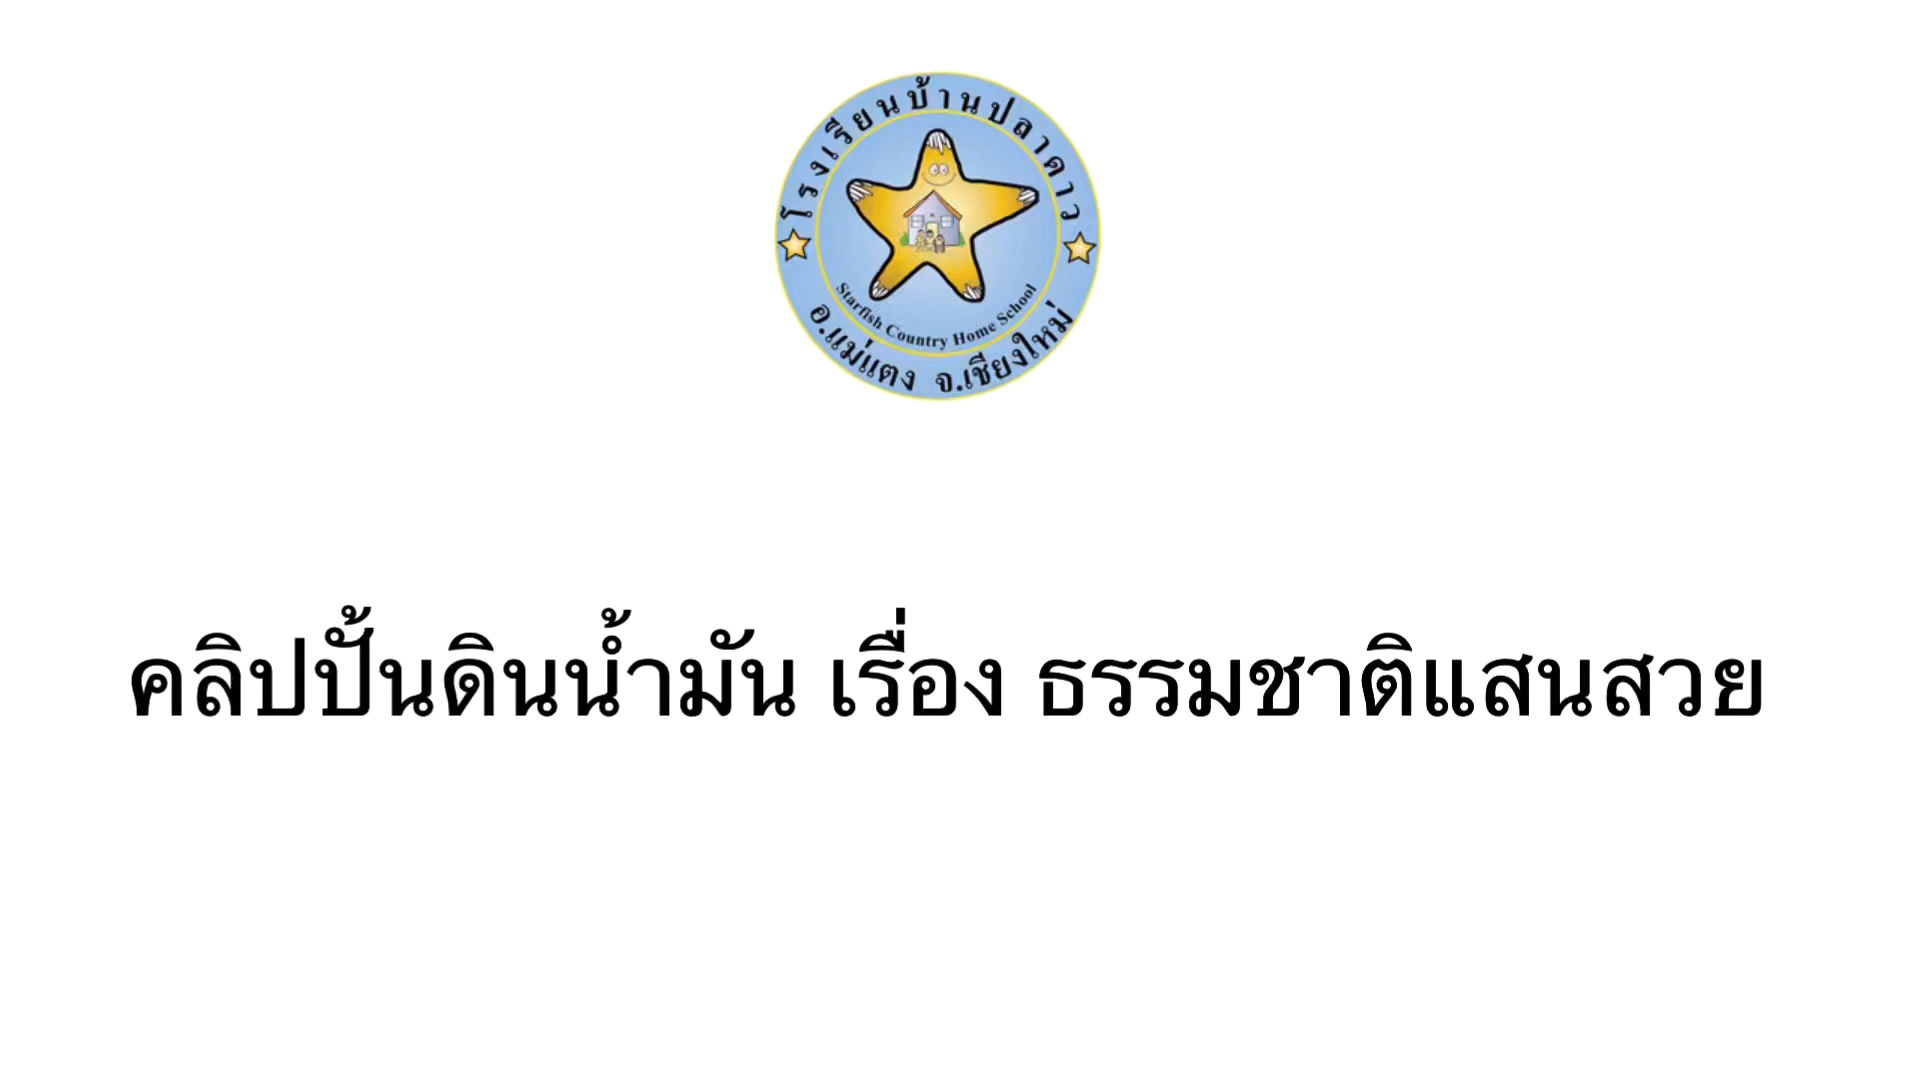 โรงเรียนบ้านปลาดาว
Starfish Country Home School
อ.แม่แตง จ.เชียงใหม่
คลิปปั้นดินน้ำมัน เรื่อง ธรรมชาติแสนสวย